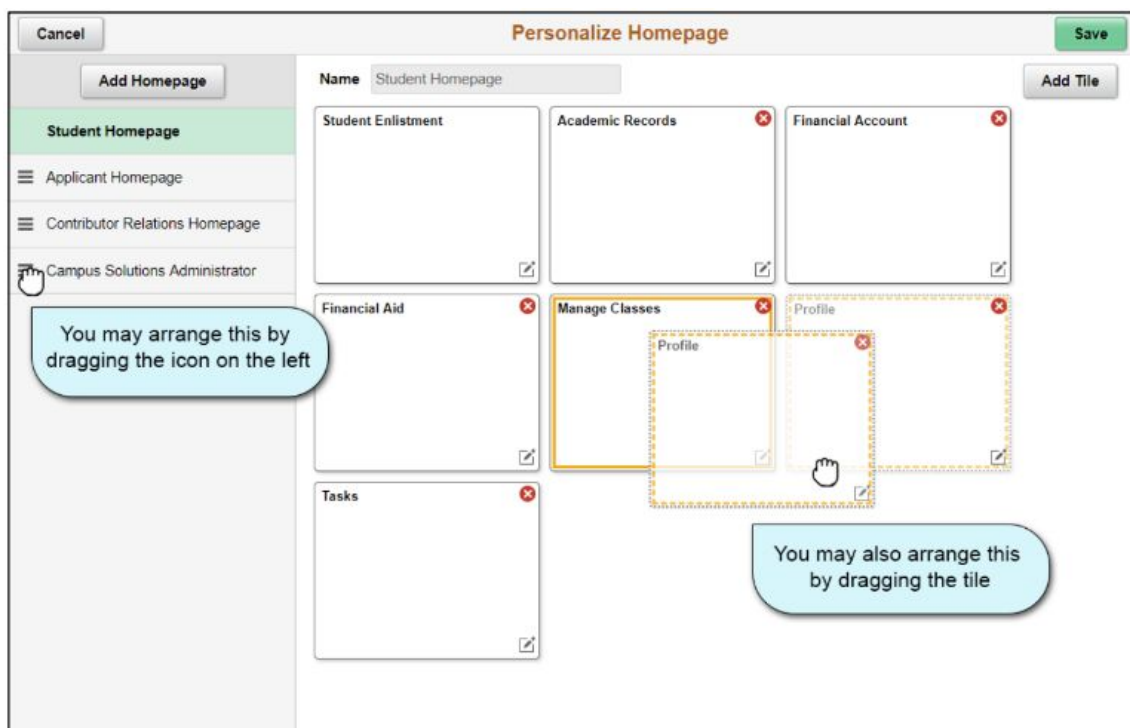 Cancel
Personalize Homepage
Save
Add Homepage
Name Student Homepage
Add Tile
Student Homepage
Applicant Homepage
Contributor Relations Homepage
Campus Solutions Administrator
You may arrange this by
dragging the icon on the left
Student Enlistment
Academic Records
Financial Account
Financial Aid
Manage Classes
Profile
Profile
Tasks
You may also arrange this
by dragging the tile